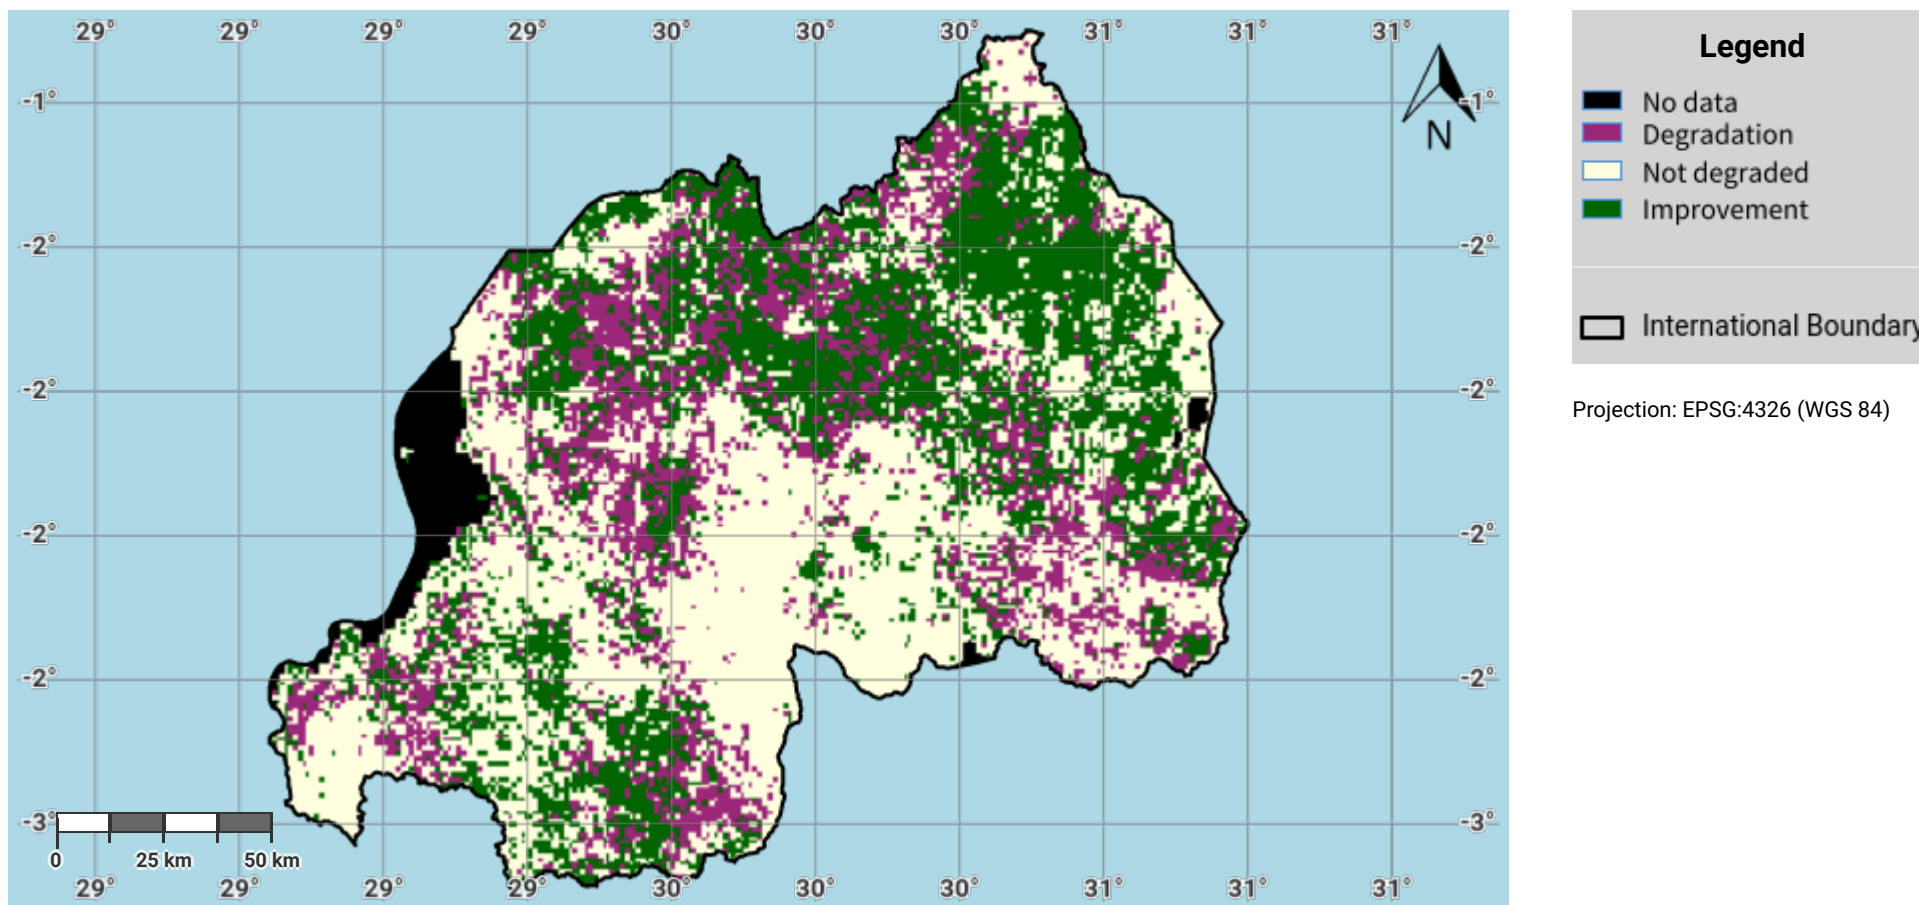 29° 29° 29° 29° 30° 30° 30° 31° 31° 31°
Legend
-1° -1°
No data
N
Degradation
Not degraded
Improvement
-2° -2°
International Boundary
-2° -2°
Projection: EPSG:4326 (WGS 84)
-2° -2°
-2° -2°
-3° -3°
0 25 km 50 km
29° 29° 29° 29° 30° 30° 30° 31° 31° 31°